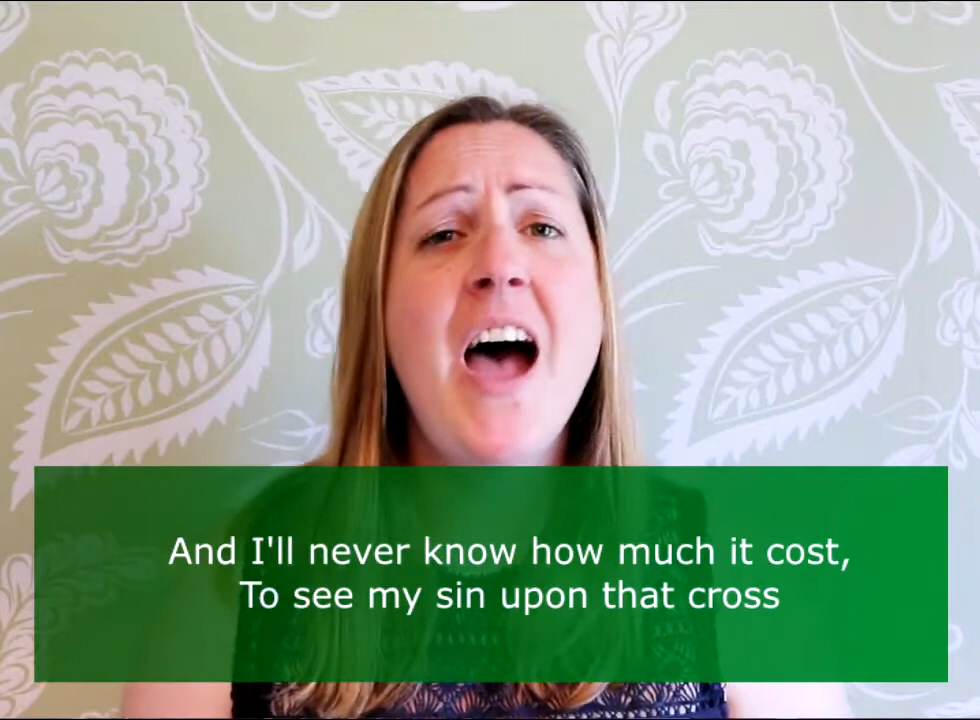 And I'll never know how much it cost,
To see my sin upon that cross